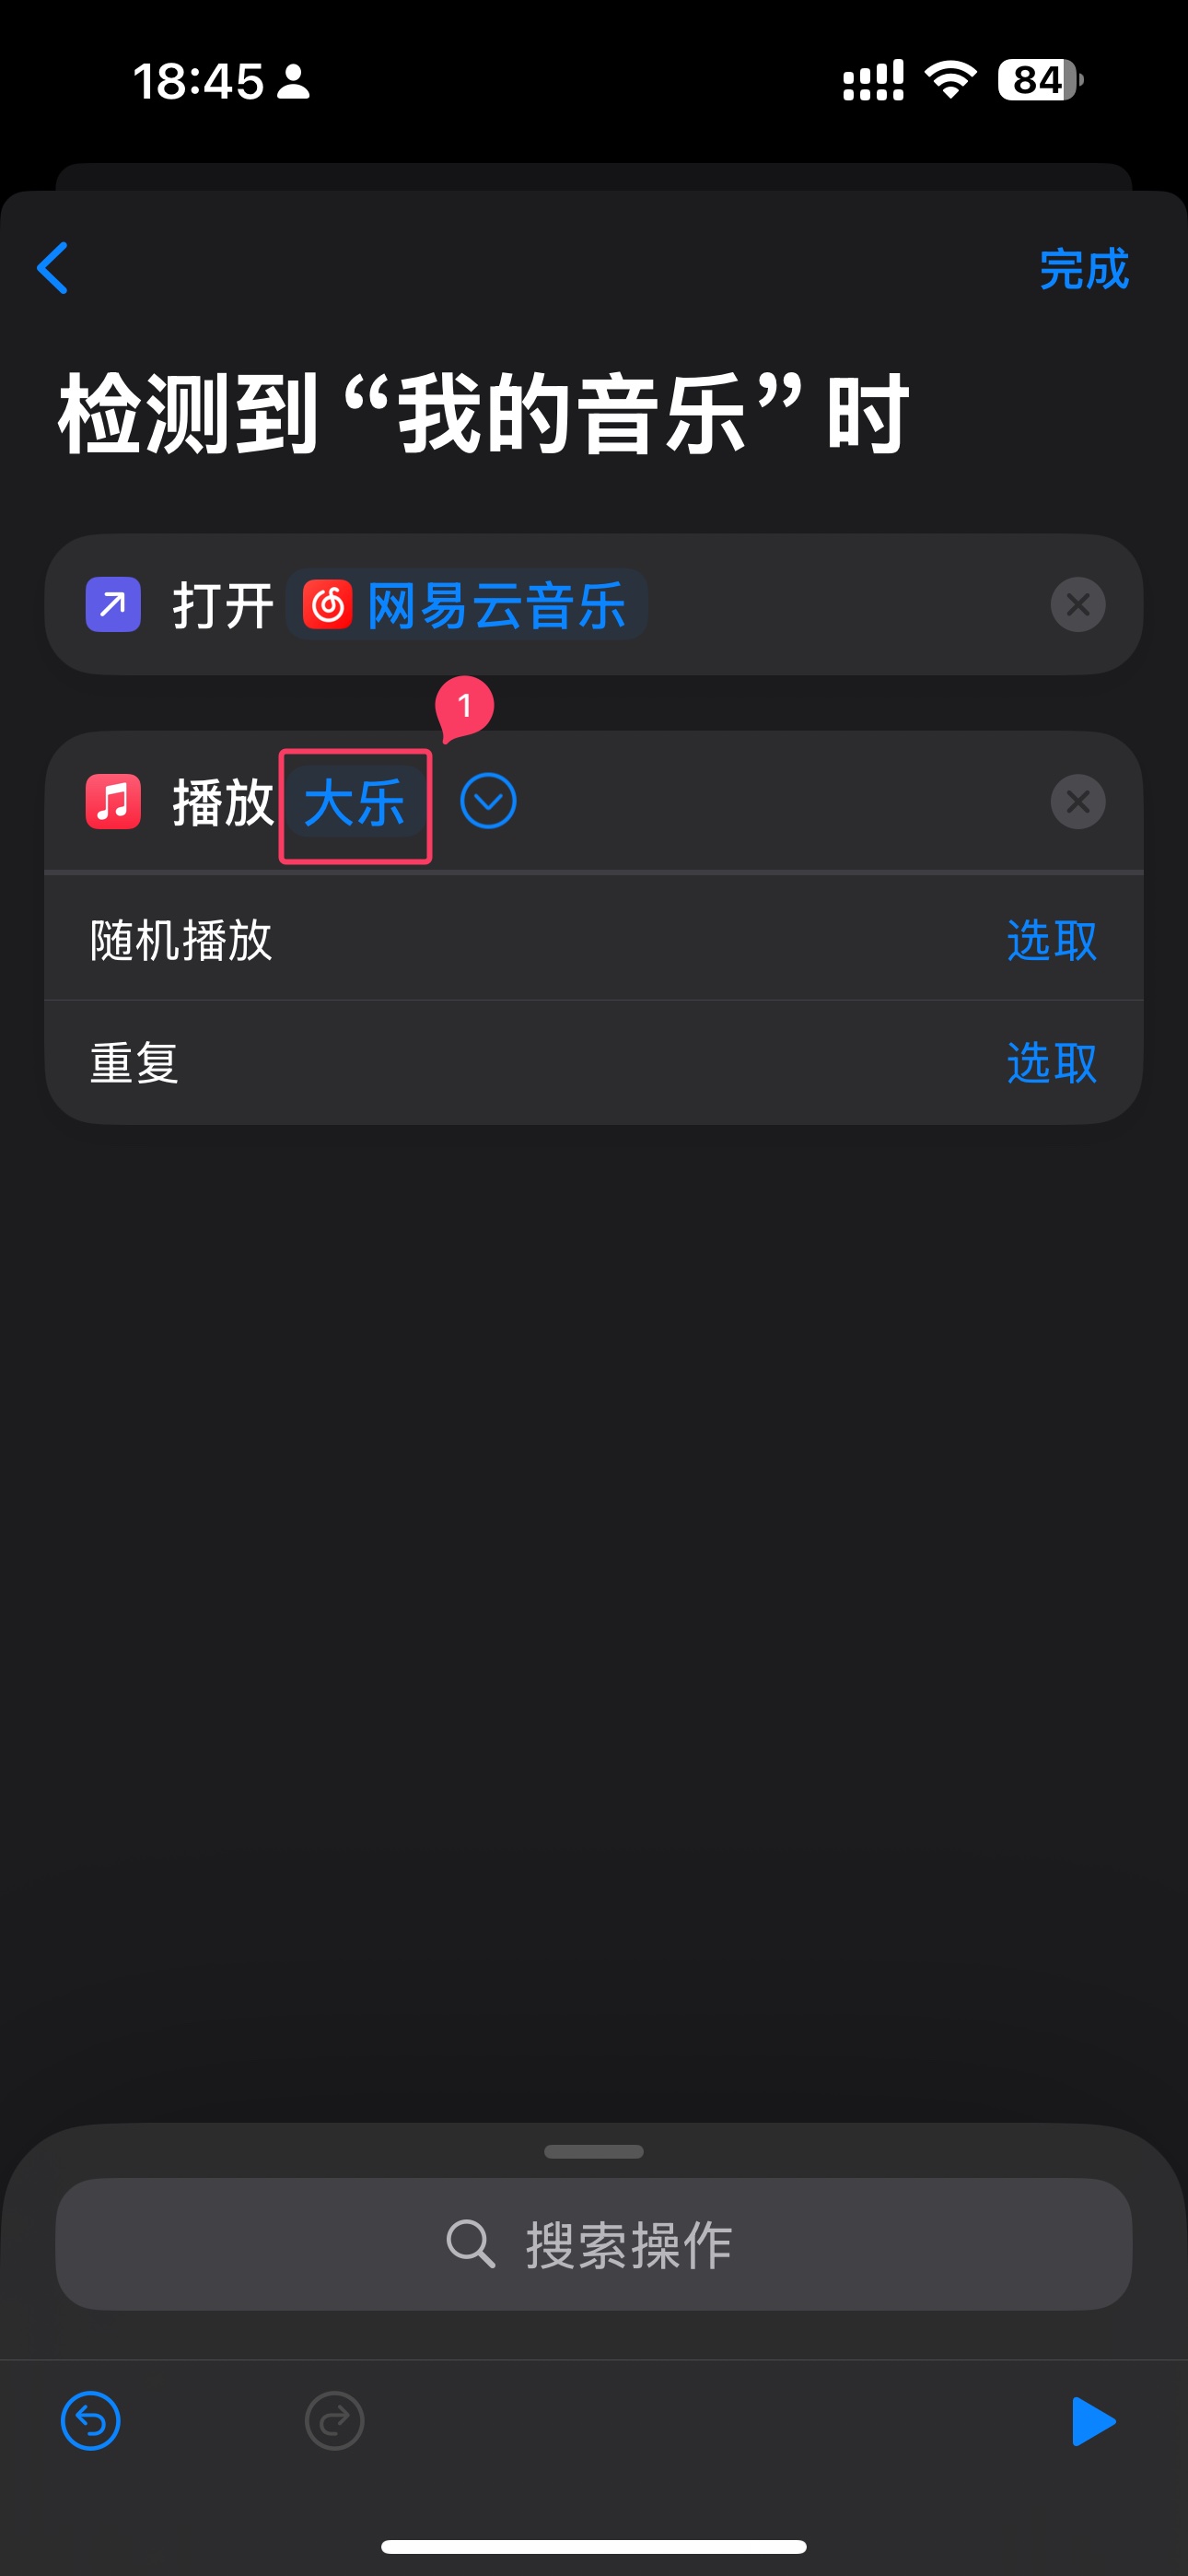 18:45
84
完成
检测到“我的音乐”时
打开 网易云音乐
1
播放 大乐
随机播放 选取
重复 选取
搜索操作